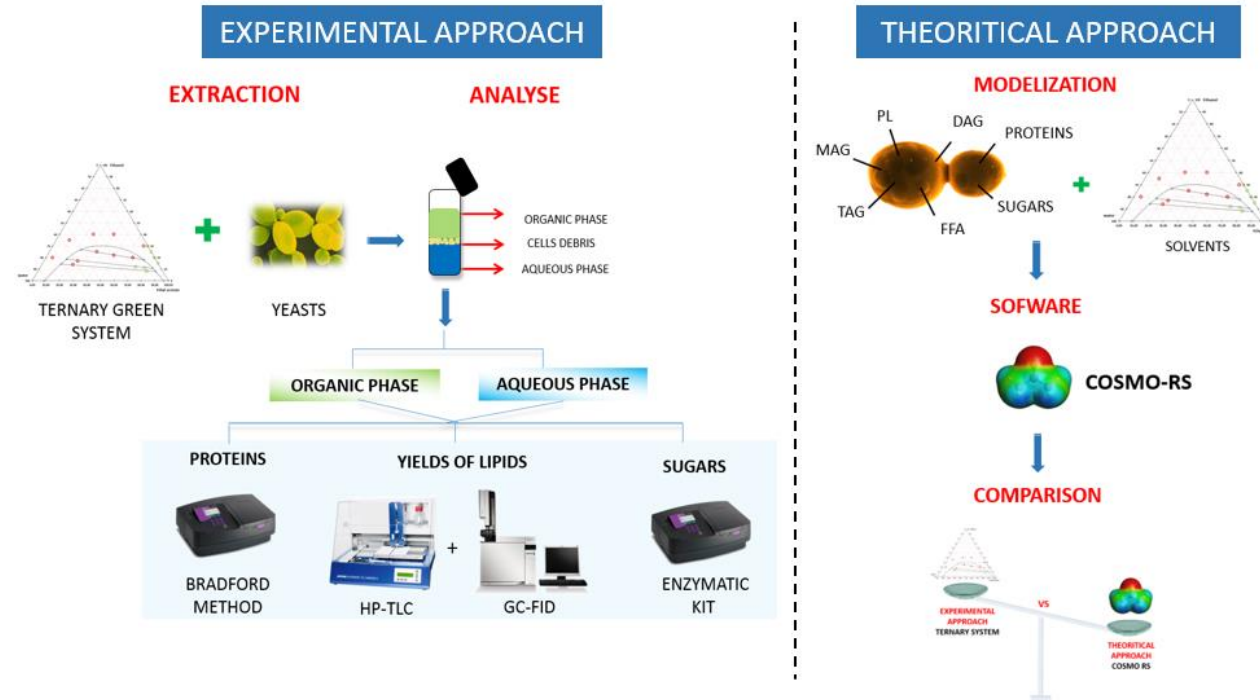 EXPERIMENTAL APPROACH
EXTRACTION
ANALYSE
TERNARY GREEN
SYSTEM
YEASTS
ORGANIC PHASE
CELLS DEBRIS
AQUEOUS PHASE
ORGANIC PHASE
AQUEOUS PHASE
PROTEINS
YIELDS OF LIPIDS
SUGARS
+
BRADFORD
METHOD
HP-TLC
GC-FID
ENZYMATIC
KIT
THEORITICAL APPROACH
MODELIZATION
PL
DAG
PROTEINS
MAG
TAG
FFA
SUGARS
SOLVENTS
SOFWARE
COSMO-RS
COMPARISON
VS
EXPERIMENTAL
APPROACH
TERNARY SYSTEM
THEORITICAL
APPROACH
COSMO RS